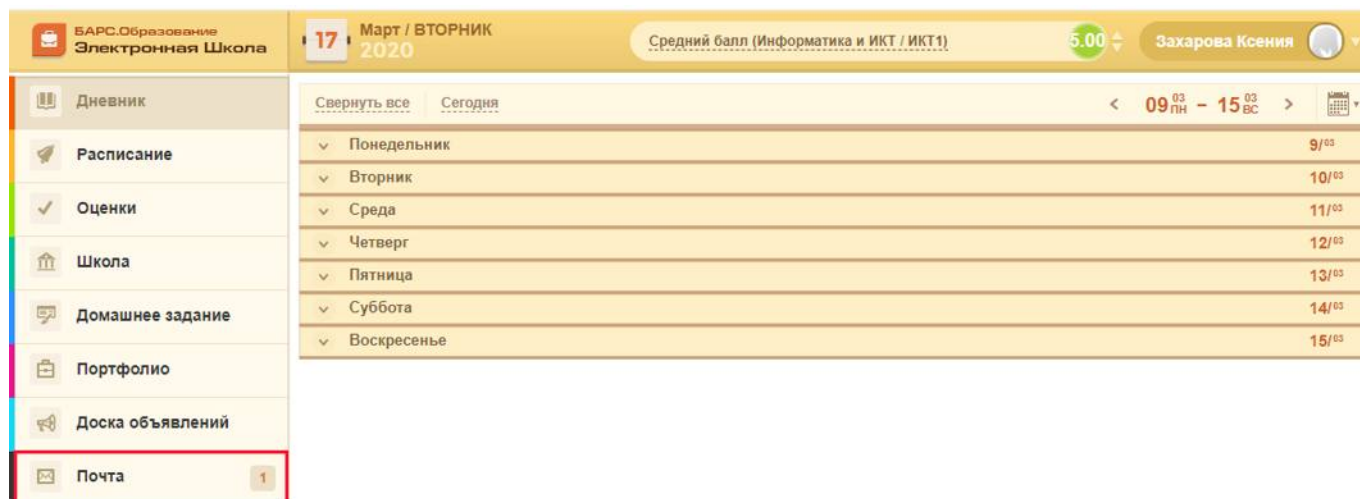 БАРС.Образование
Электронная Школа
17
Март / ВТОРНИК
2020
Средний балл (Информатика и ИКТ / ИКТ1)
5.00
Захарова Ксения
Дневник
Расписание
Оценки
Школа
Домашнее задание
Портфолио
Доска объявлений
Почта 1
Свернуть все Сегодня < 09 03 ПН – 15 03 ВС >
Понедельник 9/03
Вторник 10/03
Среда 11/03
Четверг 12/03
Пятница 13/03
Суббота 14/03
Воскресенье 15/03